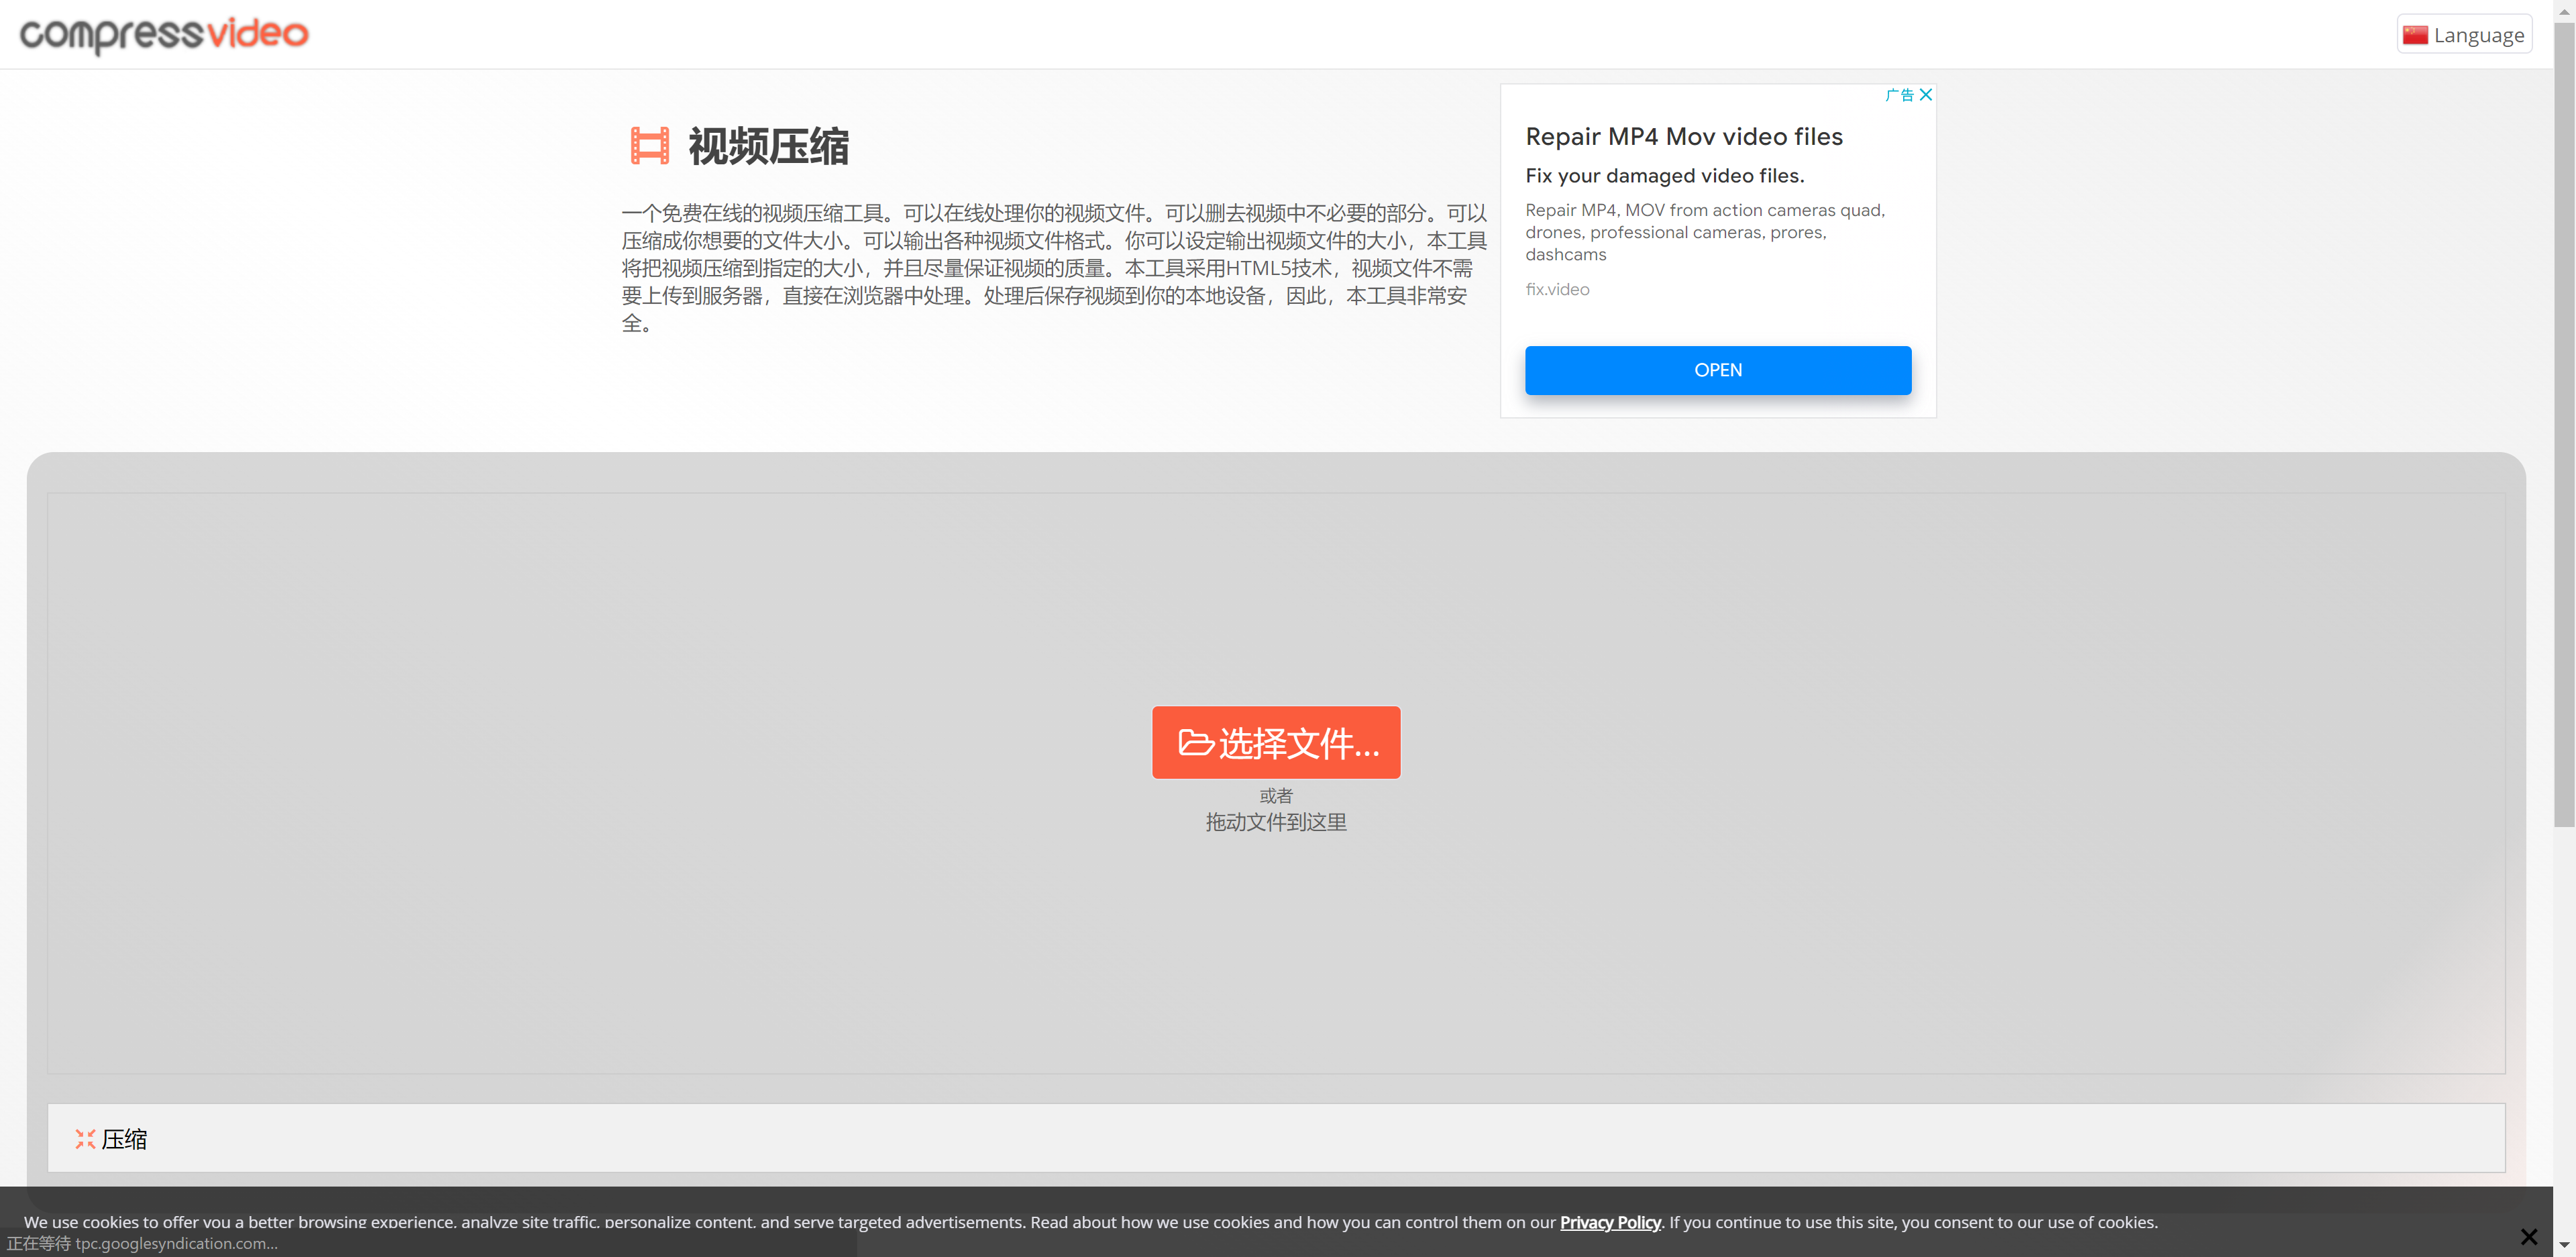 compressvideo
Language
视频压缩
一个免费在线的视频压缩工具。可以在线处理你的视频文件。可以删去视频中不必要的部分。可以
压缩成你想要的文件大小。可以输出各种视频文件格式。你可以设定输出视频文件的大小，本工具
将把视频压缩到指定的大小，并且尽量保证视频的质量。本工具采用HTML5技术，视频文件不需
要上传到服务器，直接在浏览器中处理。处理后保存视频到你的本地设备，因此，本工具非常安
全。
广告
Repair MP4 Mov video files
Fix your damaged video files.
Repair MP4, MOV from action cameras quad,
drones, professional cameras, prores,
dashcams
fix.video
OPEN
选择文件...
或者
拖动文件到这里
压缩
We use cookies to offer you a better browsing experience, analyze site traffic, personalize content, and serve targeted advertisements. Read about how we use cookies and how you can control them on our Privacy Policy. If you continue to use this site, you consent to our use of cookies.
正在等待 tpc.googlesyndication.com...